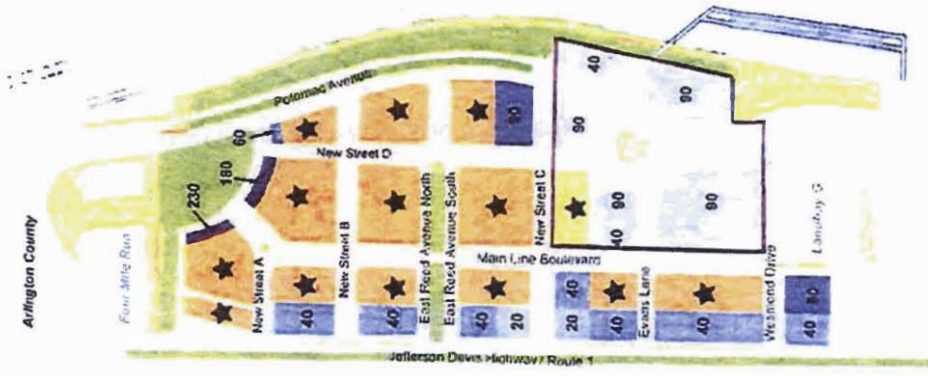 Arlington County
Four Mile Run
Potomac Avenue
60
180
230
New Street D
90
New Street A
New Street B
East Reed Avenue North
East Reed Avenue South
New Street C
Main Line Boulevard
40
90
90
90
40
90
40
40
40
20
40
20
40
Evans Lane
40
Wesmond Drive
40
Landbay G
Jefferson Davis Highway / Route 1